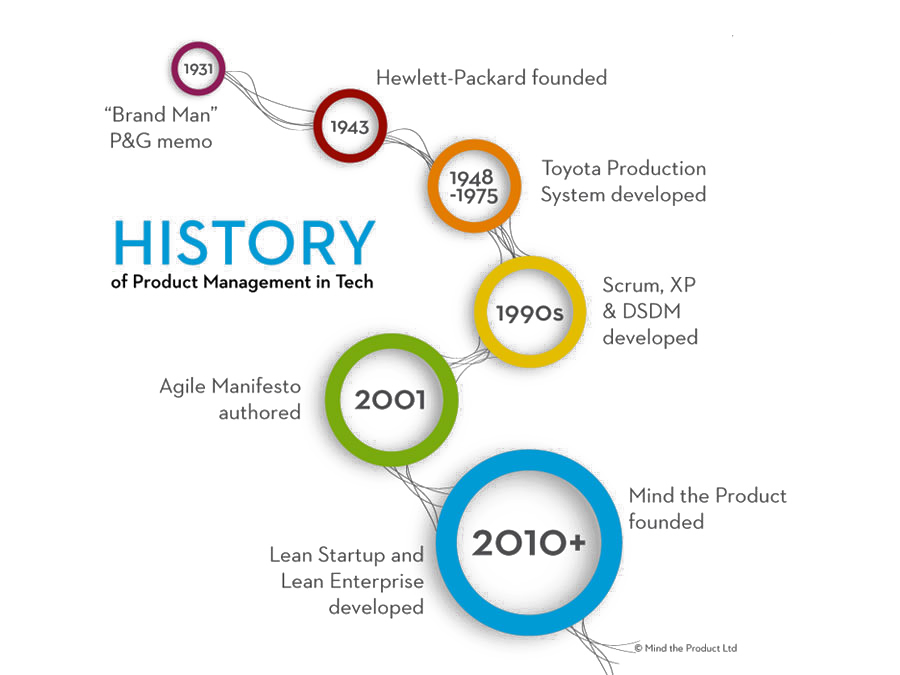 1931
“Brand Man”
P&G memo
Hewlett-Packard founded
1943
1948
-1975
Toyota Production
System developed
HISTORY
of Product Management in Tech
1990s
Scrum, XP
& DSDM
developed
Agile Manifesto
authored
2001
Mind the Product
founded
2010+
Lean Startup and
Lean Enterprise
developed
© Mind the Product Ltd